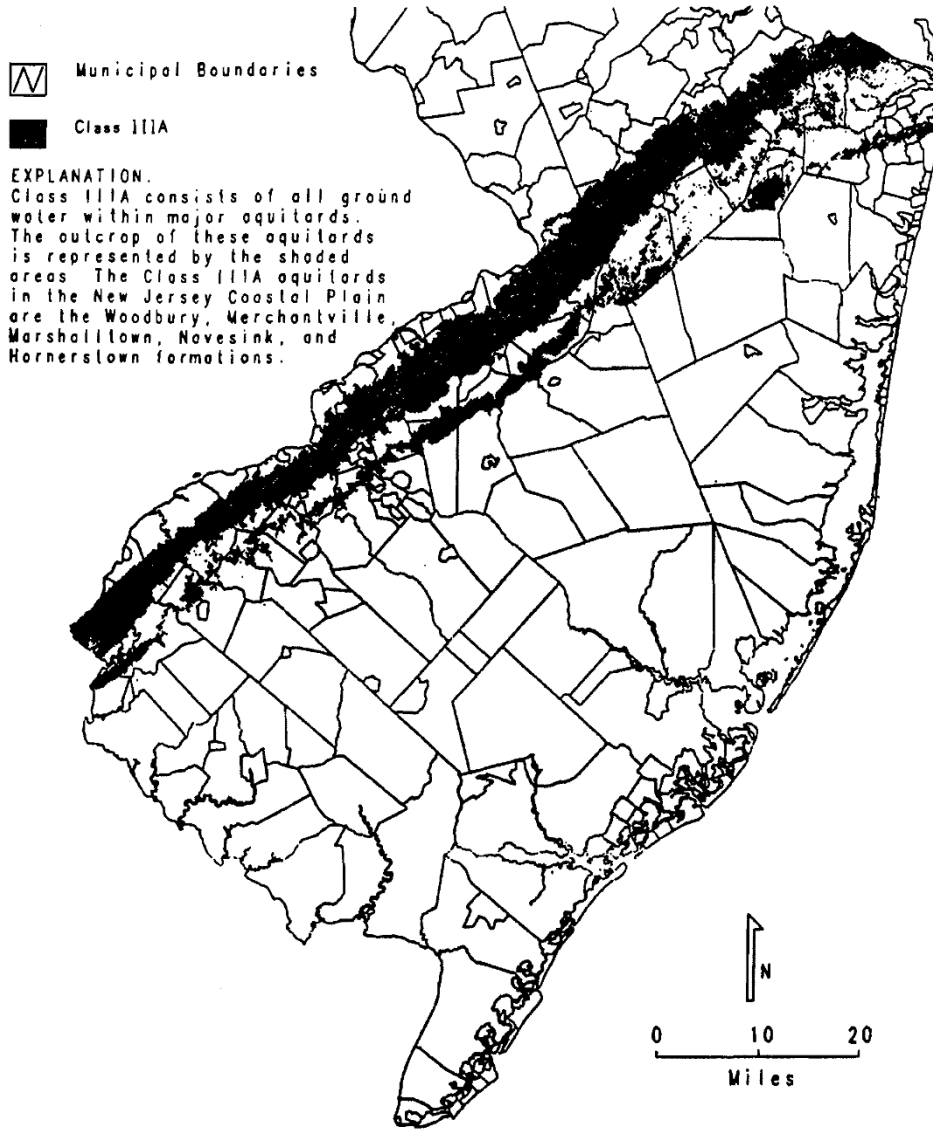 Municipal Boundaries
Class IIIA
EXPLANATION.
Class IIIA consists of all ground
water within major aquitards.
The outcrop of these aquitards
is represented by the shaded
areas The Class IIIA aquitards
in the New Jersey Coastal Plain
are the Woodbury, Merchantville,
Marshalltown, Navesink, and
Hornerstown formations.
N
0 10 20
Miles